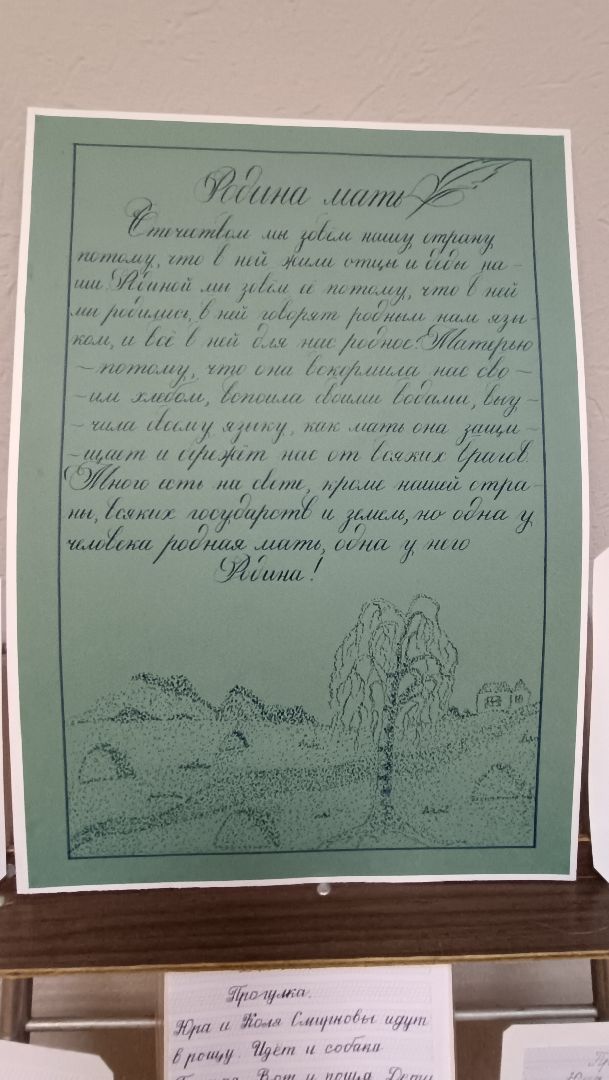 Родина мать
Отечеством мы зовём нашу страну
потому, что в ней жили отцы и деды на-
ши. Родиной мы зовём её потому, что в ней
мы родились, в ней говорят родным нам язы-
ком, и всё в ней для нас родное. Матерью
- потому, что она вскормила нас сво-
-им хлебом, вспоила своими водами, выу-
-чила своему языку, как мать она защи-
-щает и бережёт нас от всяких врагов.
Много есть на свете, кроме нашей стра-
ны, всяких государств и земель, но одна у
человека родная мать, одна у него
Родина!
Прогулка.
Юра и Коля Смирновы идут
в рощу. Идёт и собака
Вот и роща. Дети